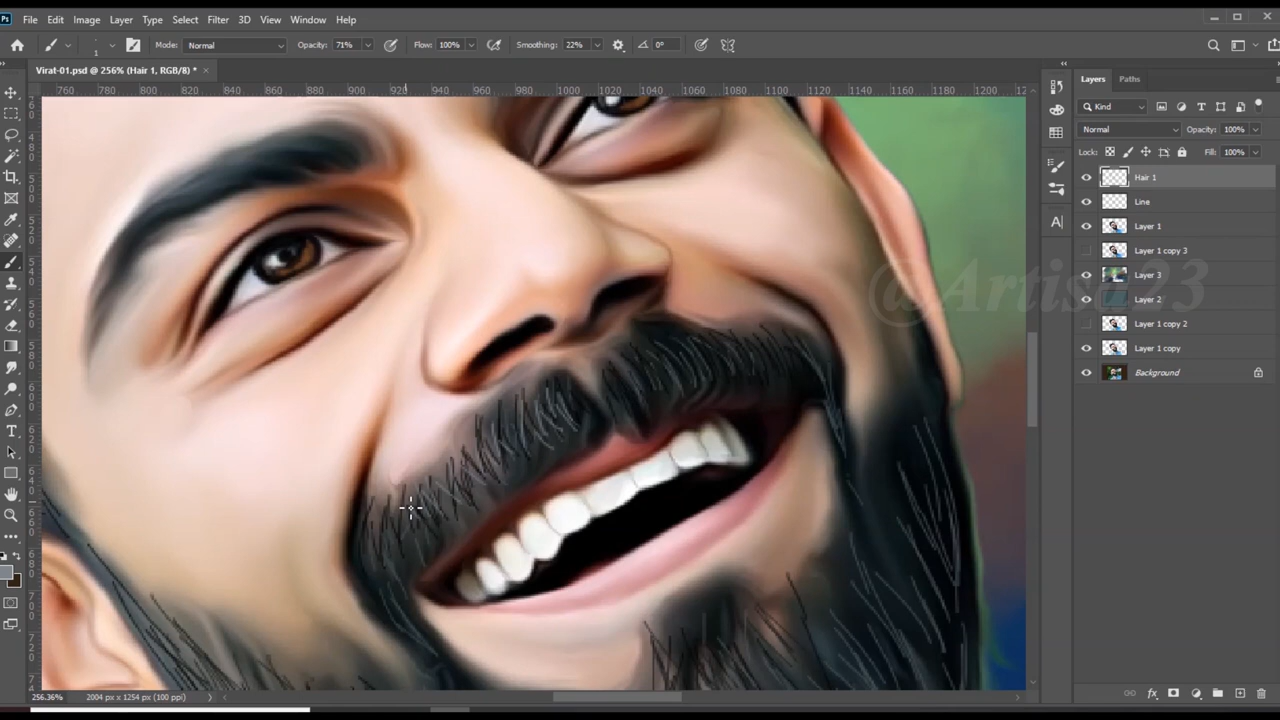 Ps File Edit Image Layer Type Select Filter 3D View Window Help
1 Mode: Normal Opacity: 71% Flow: 100% Smoothing: 22% 0°
Virat-01.psd @ 256% (Hair 1, RGB/8) *
760 780 800 820 840 860 880 900 920 940 960 980 1000 1020 1040 1060 1080 1100 1120 1140 1160 1180 1200
Layers Paths
Kind
Normal Opacity: 100%
Lock: Fill: 100%
Hair 1
Line
Layer 1
Layer 1 copy 3
Layer 3
Layer 2
Layer 1 copy 2
Layer 1 copy
Background
@Artisa23
256.36% 2004 px x 1254 px (100 ppi)